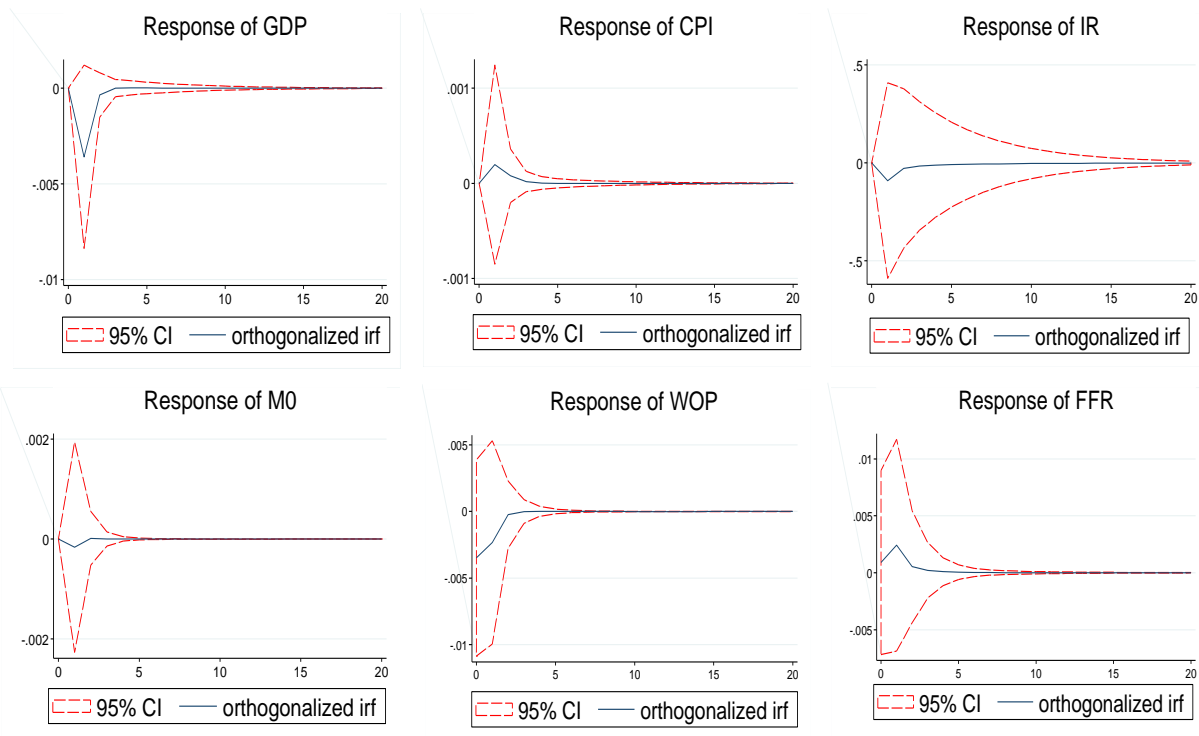 Response of GDP
0
-.005
-.01
0 5 10 15 20
95% CI orthogonalized irf
Response of CPI
.001
0
-.001
0 5 10 15 20
95% CI orthogonalized irf
Response of IR
.5
0
-.5
0 5 10 15 20
95% CI orthogonalized irf
Response of M0
.002
0
-.002
0 5 10 15 20
95% CI orthogonalized irf
Response of WOP
.005
0
-.005
-.01
0 5 10 15 20
95% CI orthogonalized irf
Response of FFR
.01
.005
0
-.005
0 5 10 15 20
95% CI orthogonalized irf